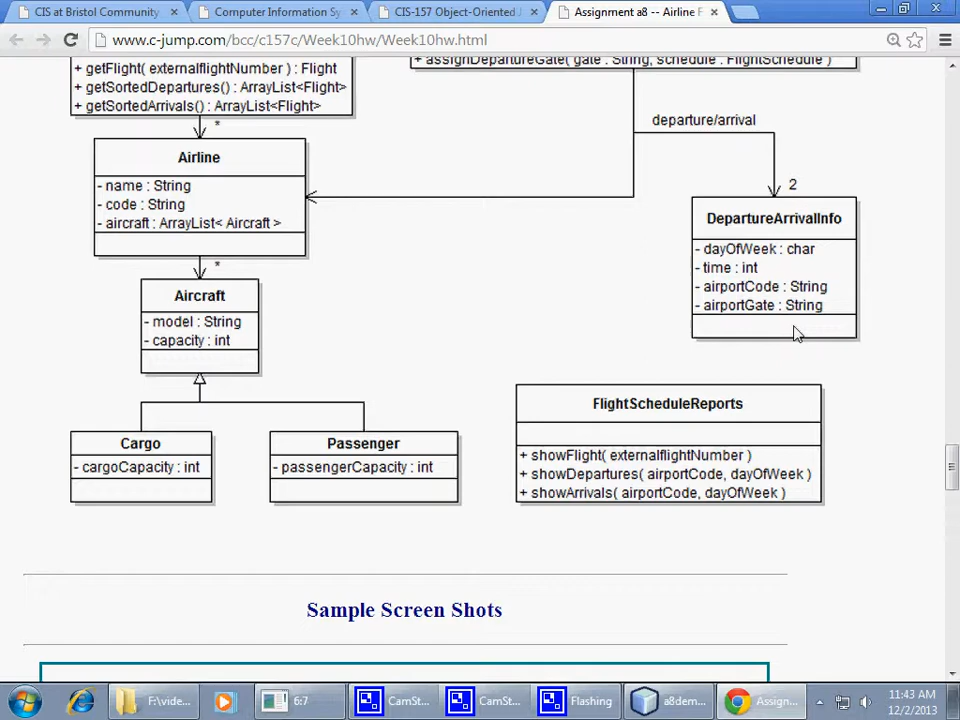 CIS at Bristol Community
Computer Information Sy
CIS-157 Object-Oriented J
Assignment a8 -- Airline F
www.c-jump.com/bcc/c157c/Week10hw/Week10hw.html
+ getFlight( externalflightNumber ) : Flight
+ getSortedDepartures() : ArrayList<Flight>
+ getSortedArrivals() : ArrayList<Flight>
+ assignDepartureGate( gate : String, schedule : FlightSchedule )
*
departure/arrival
2
Airline
- name : String
- code : String
- aircraft : ArrayList< Aircraft >
DepartureArrivalInfo
- dayOfWeek : char
- time : int
- airportCode : String
- airportGate : String
*
Aircraft
- model : String
- capacity : int
Cargo
- cargoCapacity : int
Passenger
- passengerCapacity : int
FlightScheduleReports
+ showFlight( externalflightNumber )
+ showDepartures( airportCode, dayOfWeek )
+ showArrivals( airportCode, dayOfWeek )
Sample Screen Shots
F:\vide...
6:7
CamSt...
CamSt...
Flashing
a8dem...
Assign...
11:43 AM
12/2/2013